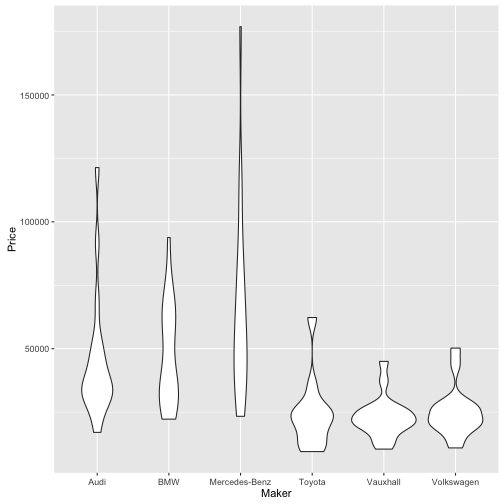 150000
100000
50000
Price
Audi BMW Mercedes-Benz Toyota Vauxhall Volkswagen
Maker